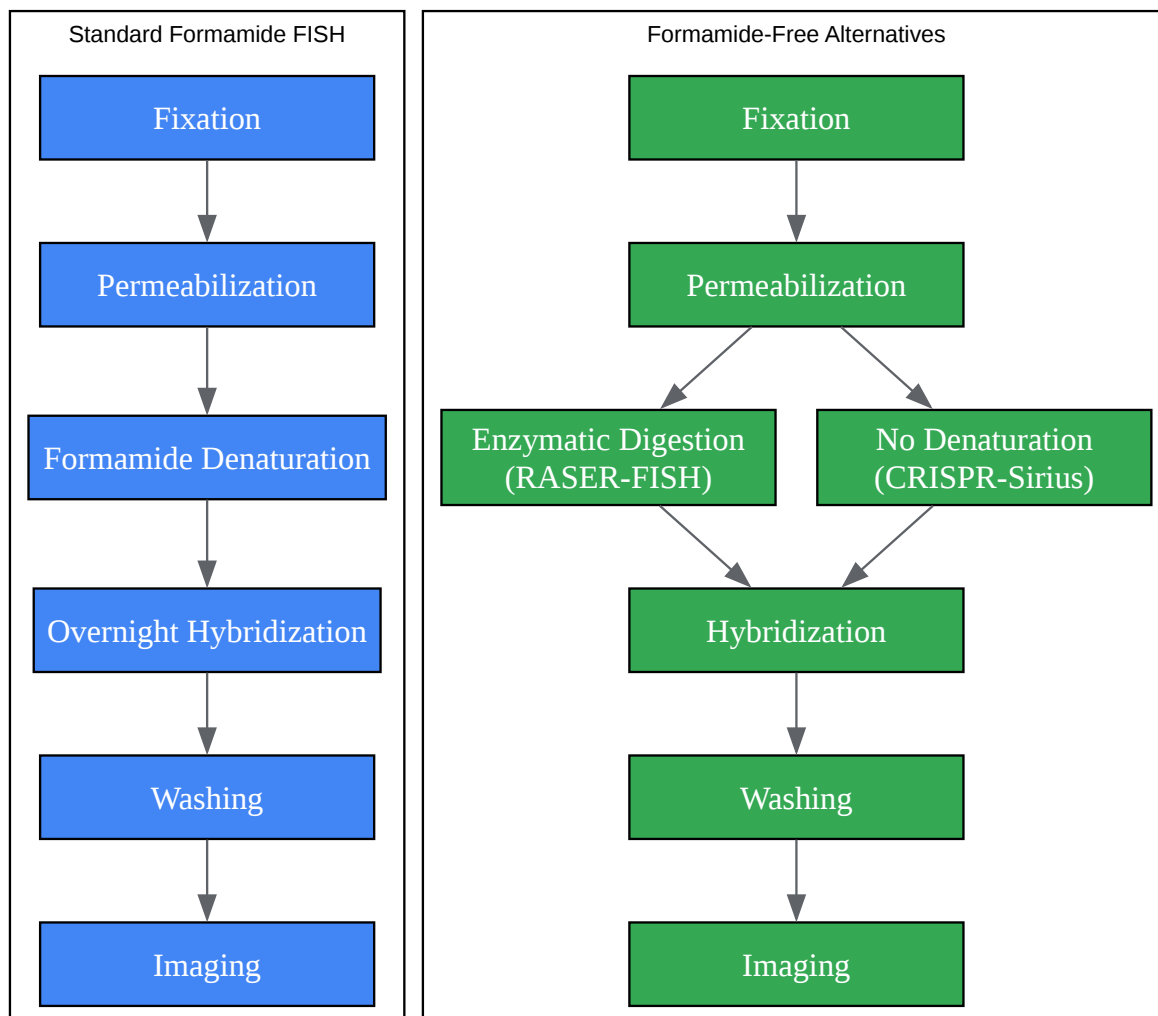 Standard Formamide FISH
Fixation
Permeabilization
Formamide Denaturation
Overnight Hybridization
Washing
Imaging
Formamide-Free Alternatives
Fixation
Permeabilization
Enzymatic Digestion
(RASER-FISH)
No Denaturation
(CRISPR-Sirius)
Hybridization
Washing
Imaging